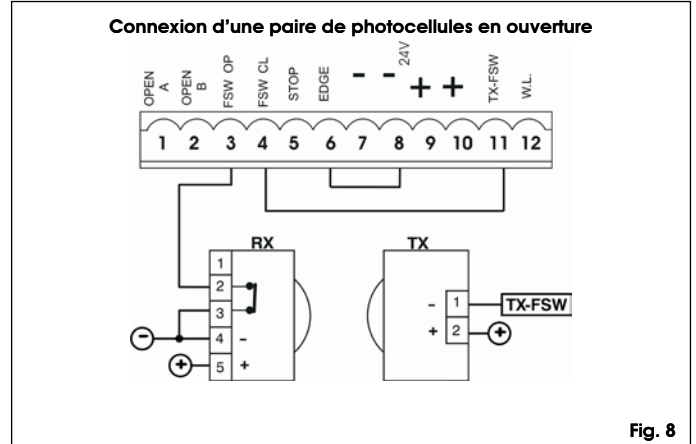 Connexion d’une paire de photocellules en ouverture
OPEN A
OPEN B
FSW OP
FSW CL
STOP
EDGE
-
-
24V
+
+
TX-FSW
W.L.
1 2 3 4 5 6 7 8 9 10 11 12
RX
1
2
3
- 4 -
+ 5 +
TX
- 1 TX-FSW
+ 2 +
Fig. 8